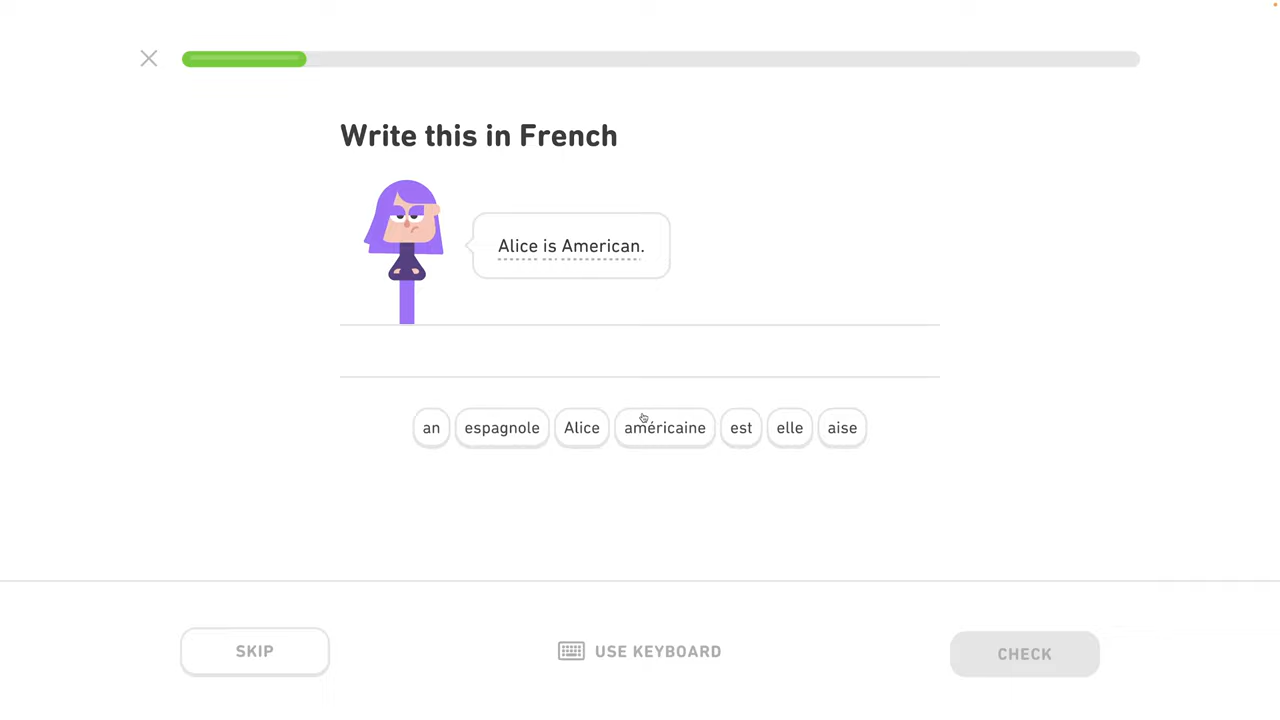 Write this in French
Alice is American.
an espagnole Alice américaine est elle aise
SKIP USE KEYBOARD CHECK